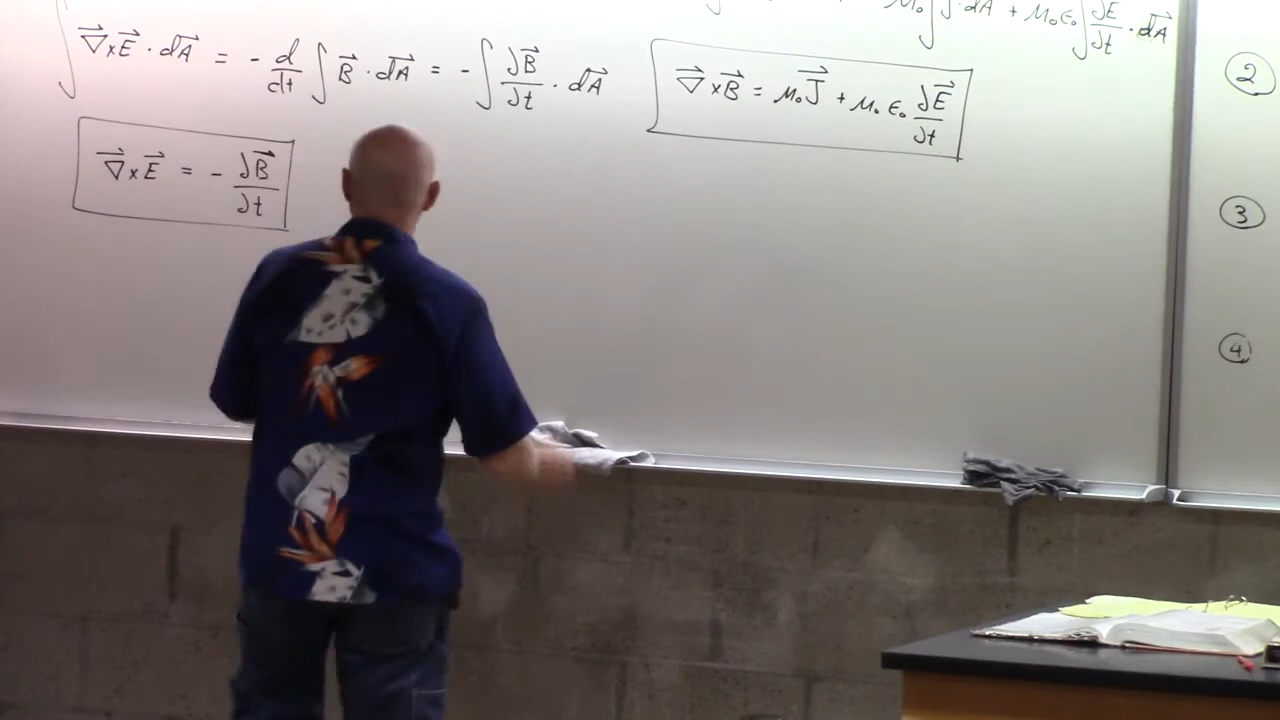 ∫ ∇⃗×E⃗ · dA⃗ = - d/dt ∫ B⃗ · dA⃗ = - ∫ ∂B⃗/∂t · dA⃗
∇⃗×E⃗ = - ∂B⃗/∂t
μ₀ ∫ J⃗ · dA⃗ + μ₀ε₀ ∫ ∂E⃗/∂t · dA⃗
∇⃗×B⃗ = μ₀J⃗ + μ₀ε₀ ∂E⃗/∂t
②
③
④